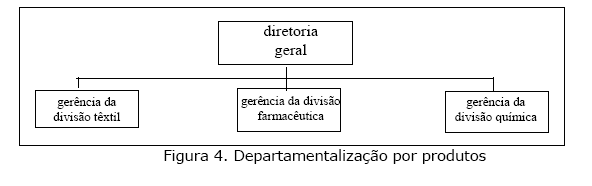 diretoria
geral
gerência da
divisão têxtil
gerência da divisão
farmacêutica
gerência da
divisão química
Figura 4. Departamentalização por produtos